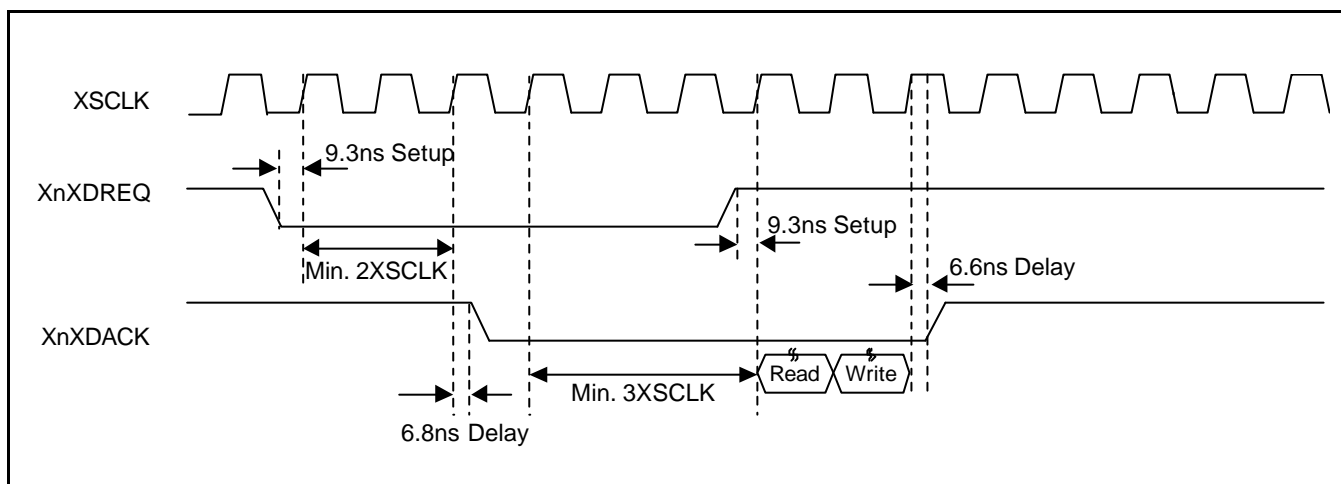 XSCLK
9.3ns Setup
XnXDREQ
9.3ns Setup
Min. 2XSCLK
6.6ns Delay
XnXDACK
Read
Write
Min. 3XSCLK
6.8ns Delay